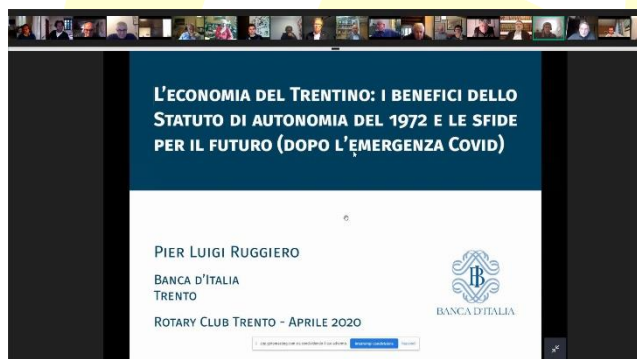 L'ECONOMIA DEL TRENTINO: I BENEFICI DELLO
STATUTO DI AUTONOMIA DEL 1972 E LE SFIDE
PER IL FUTURO (DOPO L'EMERGENZA COVID)
PIER LUIGI RUGGIERO
BANCA D'ITALIA
TRENTO
ROTARY CLUB TRENTO - APRILE 2020
BANCA D'ITALIA